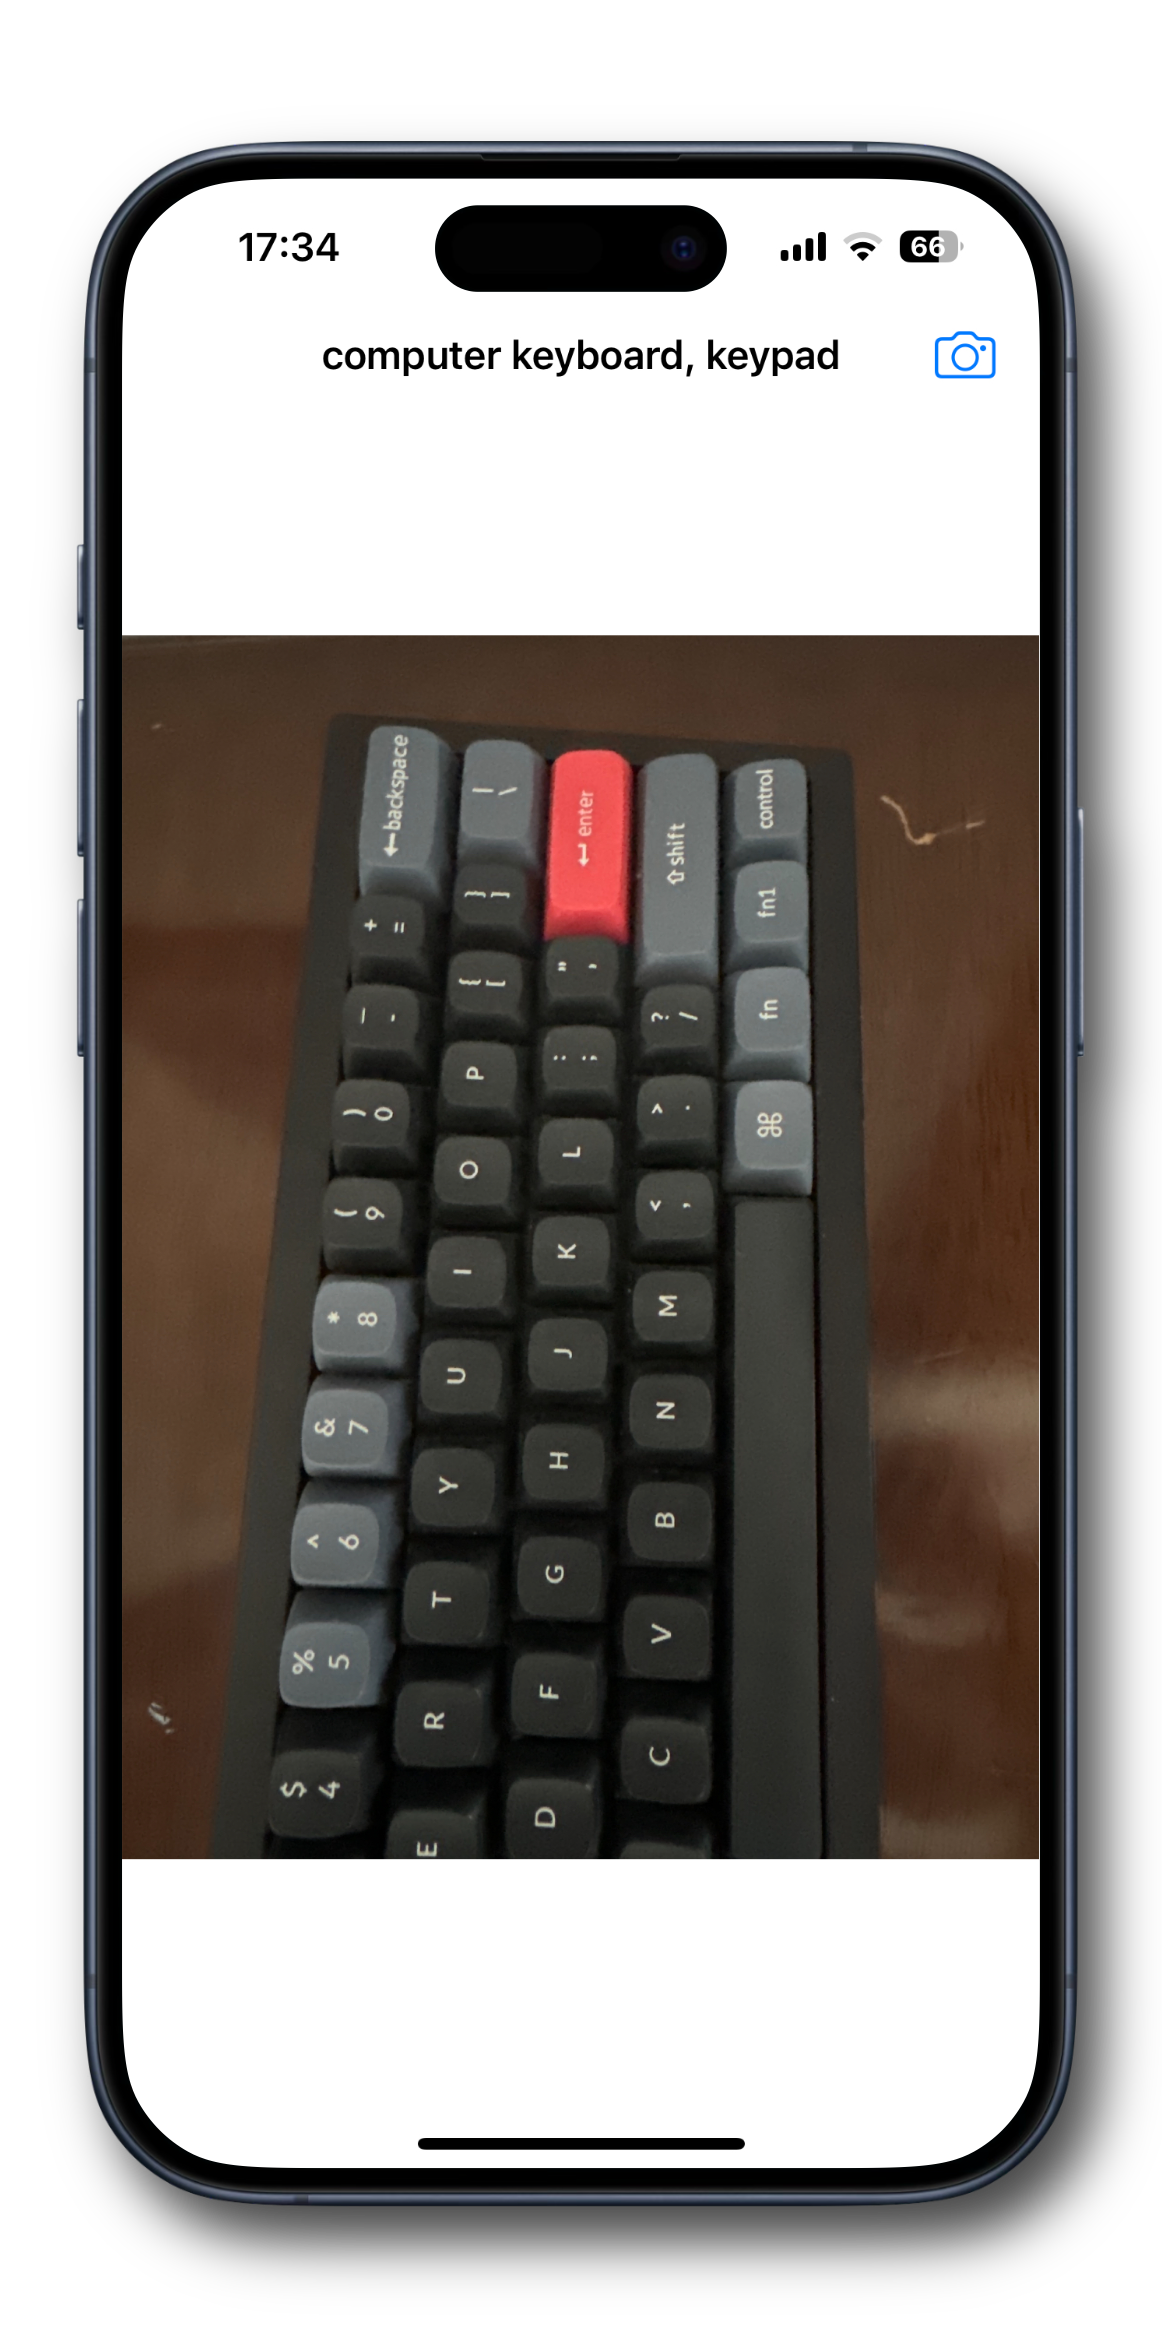 17:34
66
computer keyboard, keypad
$ 4 % 5 ^ 6 & 7 * 8 ( 9 ) 0 _ - + = backspace
E R T Y U I O P { [ } ] | \
D F G H J K L : ; " ' enter
C V B N M < , > . ? / shift
⌘ fn fn1 control